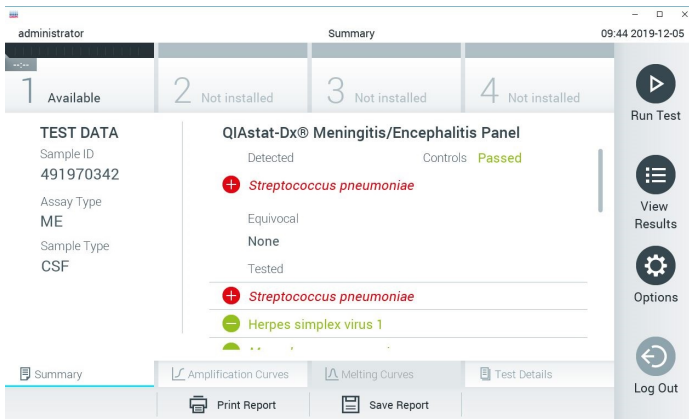 administrator Summary 09:44 2019-12-05
--:--
1 Available
2 Not installed
3 Not installed
4 Not installed
TEST DATA
Sample ID
491970342
Assay Type
ME
Sample Type
CSF
QIAstat-Dx® Meningitis/Encephalitis Panel
Detected Controls Passed
Streptococcus pneumoniae
Equivocal
None
Tested
Streptococcus pneumoniae
Herpes simplex virus 1
Run Test
View
Results
Options
Log Out
Summary
Amplification Curves
Melting Curves
Test Details
Print Report
Save Report